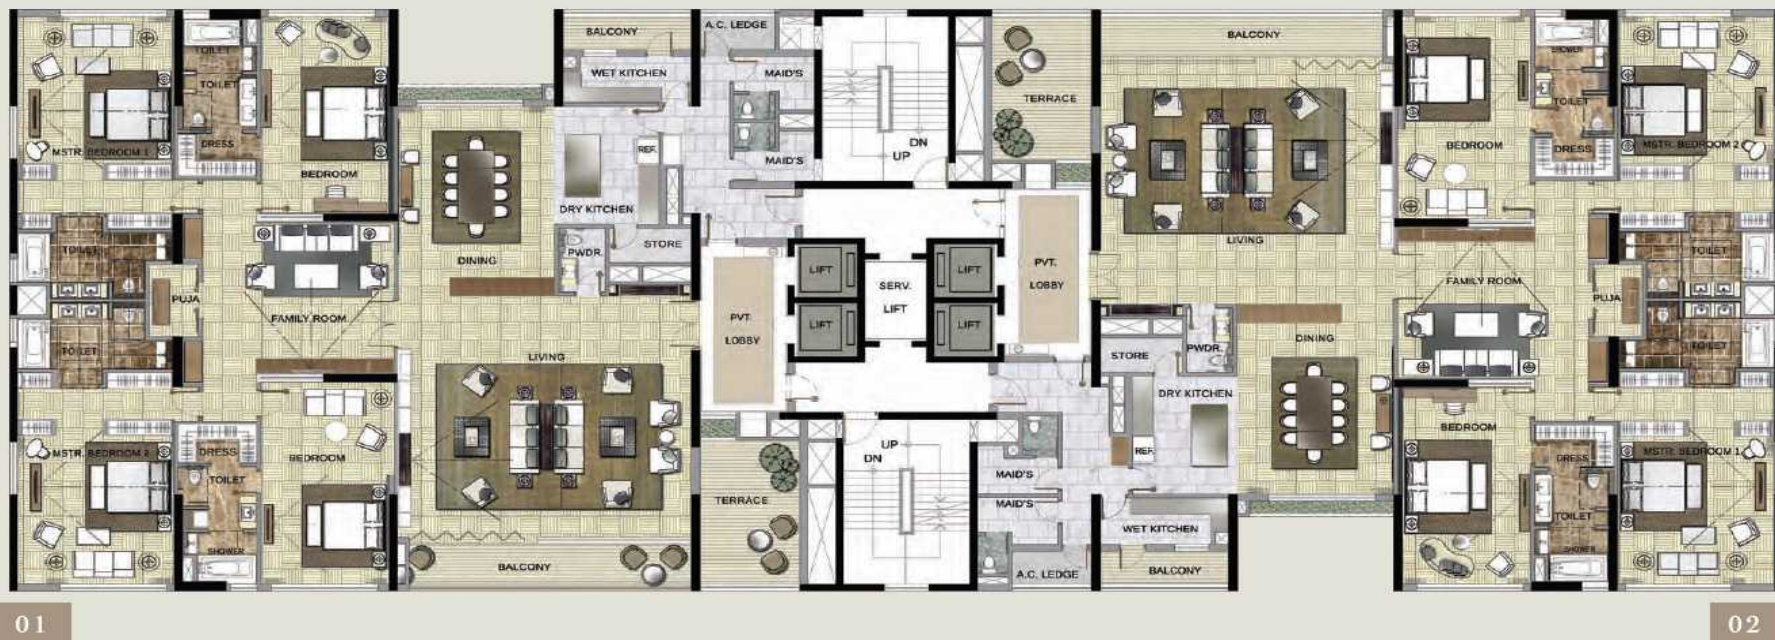 TOILET
TOILET
DRESS
MSTR. BEDROOM 1
BEDROOM
TOILET
PUJA
TOILET
FAMILY ROOM
MSTR. BEDROOM 2
DRESS
TOILET
SHOWER
BEDROOM
DINING
LIVING
BALCONY
BALCONY
WET KITCHEN
A.C. LEDGE
MAID'S
MAID'S
REF.
DRY KITCHEN
STORE
PWDR.
PVT.
LOBBY
TERRACE
DN
UP
LIFT
LIFT
SERV.
LIFT
LIFT
LIFT
UP
DN
PVT.
LOBBY
TERRACE
BALCONY
LIVING
DINING
STORE
PWDR.
DRY KITCHEN
REF.
MAID'S
MAID'S
WET KITCHEN
A.C. LEDGE
BALCONY
SHOWER
TOILET
DRESS
BEDROOM
MSTR. BEDROOM 2
TOILET
FAMILY ROOM
PUJA
TOILET
BEDROOM
DRESS
MSTR. BEDROOM 1
TOILET
SHOWER
01
02